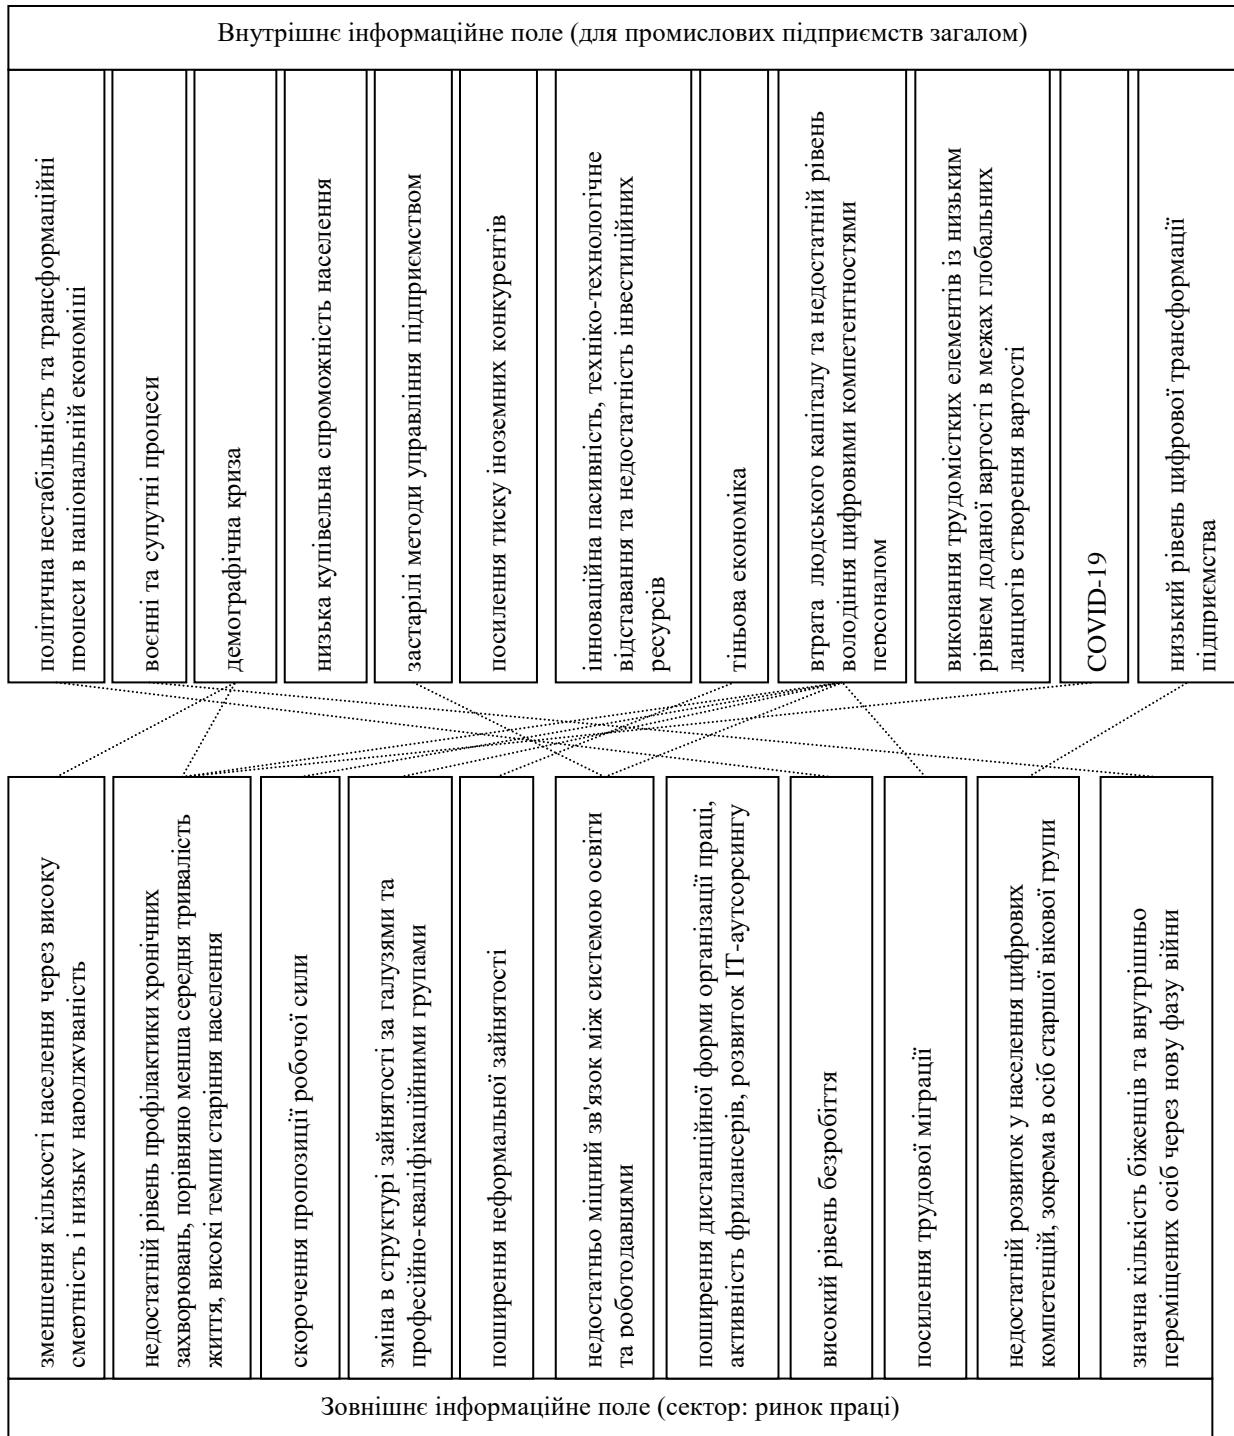 Внутрішнє інформаційне поле (для промислових підприємств загалом)
політична нестабільність та трансформаційні
процеси в національній економіці
воєнні та супутні процеси
демографічна криза
низька купівельна спроможність населення
застарілі методи управління підприємством
посилення тиску іноземних конкурентів
інноваційна пасивність, техніко-технологічне
відставання та недостатність інвестиційних
ресурсів
тіньова економіка
втрата людського капіталу та недостатній рівень
володіння цифровими компетентностями
персоналом
виконання трудомістких елементів із низьким
рівнем доданої вартості в межах глобальних
ланцюгів створення вартості
COVID-19
низький рівень цифрової трансформації
підприємства
зменшення кількості населення через високу
смертність і низьку народжуваність
недостатній рівень профілактики хронічних
захворювань, порівняно менша середня тривалість
життя, високі темпи старіння населення
скорочення пропозиції робочої сили
зміна в структурі зайнятості за галузями та
професійно-кваліфікаційними групами
поширення неформальної зайнятості
недостатньо міцний зв'язок між системою освіти
та роботодавцями
поширення дистанційної форми організації праці,
активність фрилансерів, розвиток ІТ-аутсорсингу
високий рівень безробіття
посилення трудової міграції
недостатній розвиток у населення цифрових
компетенцій, зокрема в осіб старшої вікової групи
значна кількість біженців та внутрішньо
переміщених осіб через нову фазу війни
Зовнішнє інформаційне поле (сектор: ринок праці)